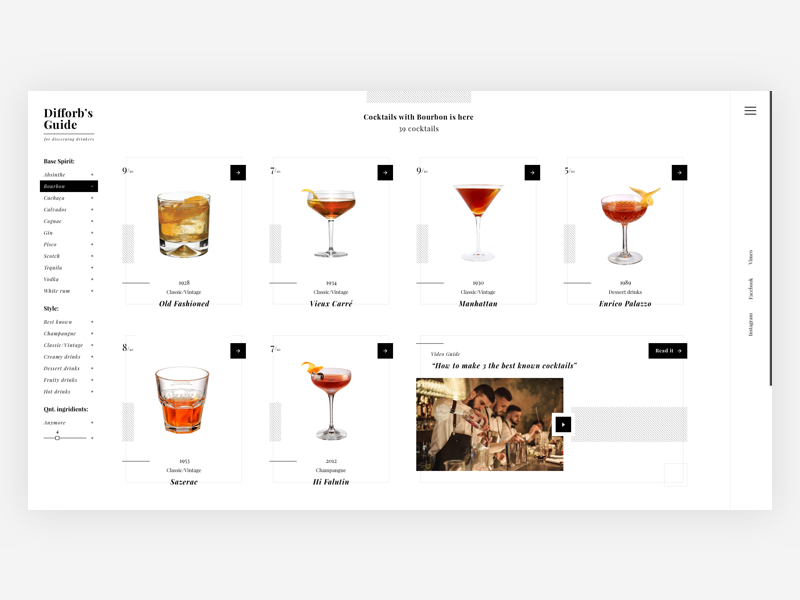 Difforb's
Guide
for discerning drinkers
Base Spirit:
Absinthe +
Bourbon
Cachaça +
Calvados +
Cognac +
Gin +
Pisco +
Scotch +
Tequila +
Vodka +
White rum +
Style:
Best known +
Champangue +
Classic/Vintage +
Creamy drinks +
Dessert drinks +
Fruity drinks +
Hot drinks +
Qnt. ingridients:
Anymore +
4
Cocktails with Bourbon is here
39 cocktails
9/10
1928
Classic/Vintage
Old Fashioned
7/10
1934
Classic/Vintage
Vieux Carré
9/10
1930
Classic/Vintage
Manhattan
5/10
1989
Dessert drinks
Enrico Palazzo
8/10
1953
Classic/Vintage
Sazerac
7/10
2012
Champangue
Hi Falutin
Video Guide
“How to make 3 the best known cocktails”
Read it →
Vimeo
Facebook
Instagram